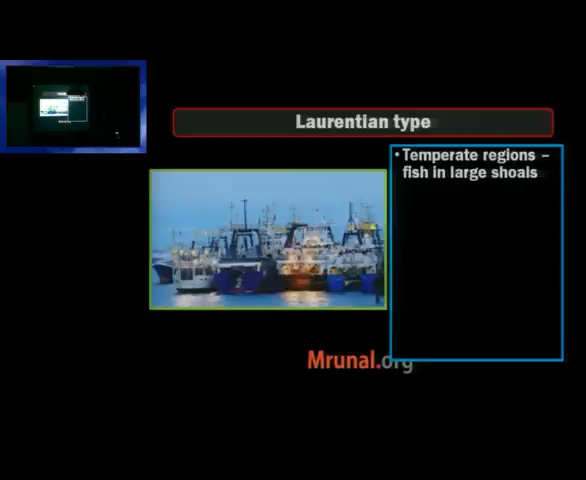 Laurentian type
• Temperate regions –
fish in large shoals
Mrunal.org